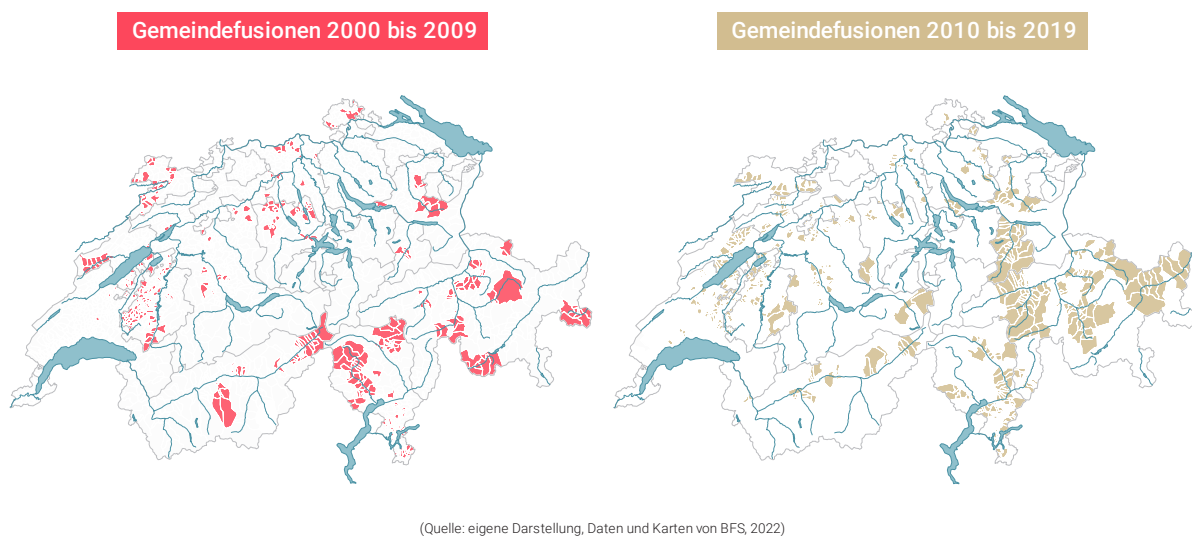 Gemeindefusionen 2000 bis 2009
Gemeindefusionen 2010 bis 2019
(Quelle: eigene Darstellung, Daten und Karten von BFS, 2022)